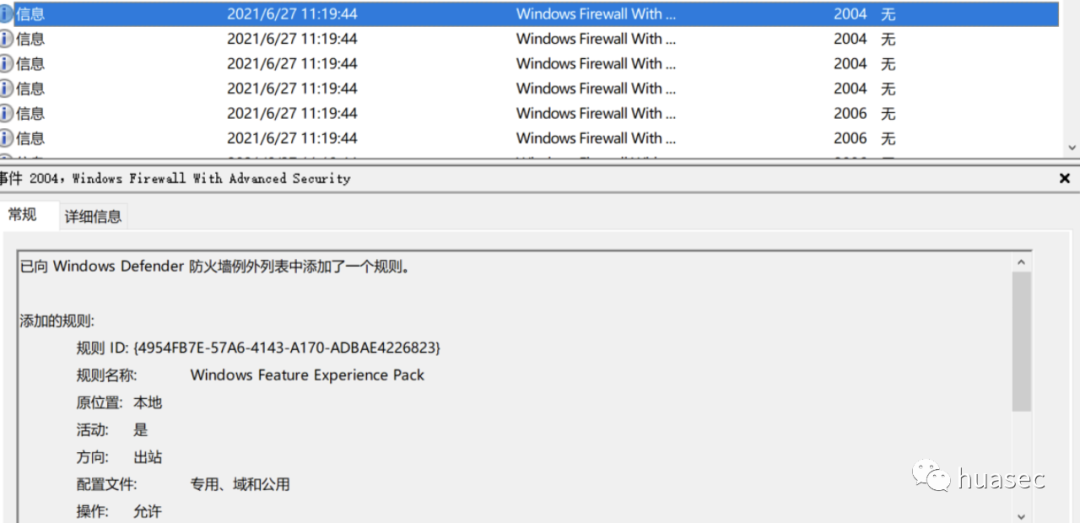 信息 2021/6/27 11:19:44 Windows Firewall With ... 2004 无
信息 2021/6/27 11:19:44 Windows Firewall With ... 2004 无
信息 2021/6/27 11:19:44 Windows Firewall With ... 2004 无
信息 2021/6/27 11:19:44 Windows Firewall With ... 2004 无
信息 2021/6/27 11:19:44 Windows Firewall With ... 2006 无
信息 2021/6/27 11:19:44 Windows Firewall With ... 2006 无
事件 2004，Windows Firewall With Advanced Security
常规 详细信息
已向 Windows Defender 防火墙例外列表中添加了一个规则。
添加的规则:
规则 ID: {4954FB7E-57A6-4143-A170-ADBAE4226823}
规则名称: Windows Feature Experience Pack
原位置: 本地
活动: 是
方向: 出站
配置文件: 专用、域和公用
操作: 允许
huasec